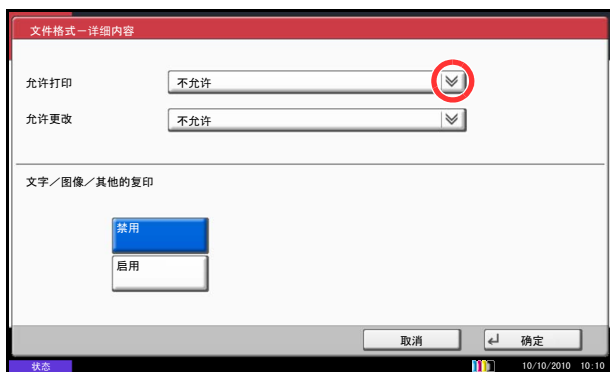 文件格式－详细内容
允许打印 不允许
允许更改 不允许
文字／图像／其他的复印
禁用
启用
取消 确定
状态 10/10/2010 10:10